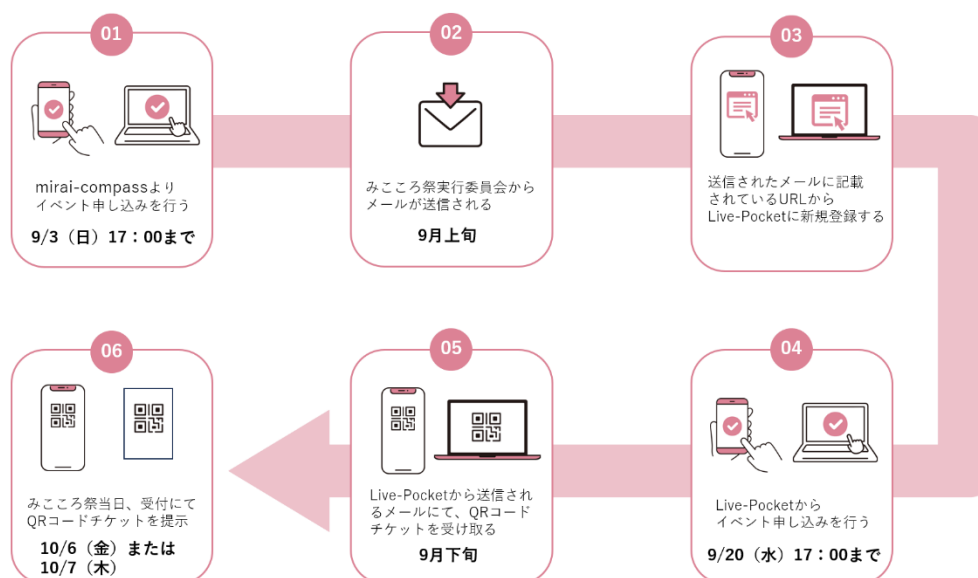 01
mirai-compassより
イベント申し込みを行う
9/3（日）17：00まで
02
みこころ祭実行委員会から
メールが送信される
9月上旬
03
送信されたメールに記載
されているURLから
Live-Pocketに新規登録する
04
Live-Pocketから
イベント申し込みを行う
9/20（水）17：00まで
05
Live-Pocketから送信され
るメールにて、QRコード
チケットを受け取る
9月下旬
06
みこころ祭当日、受付にて
QRコードチケットを提示
10/6（金）または
10/7（木）